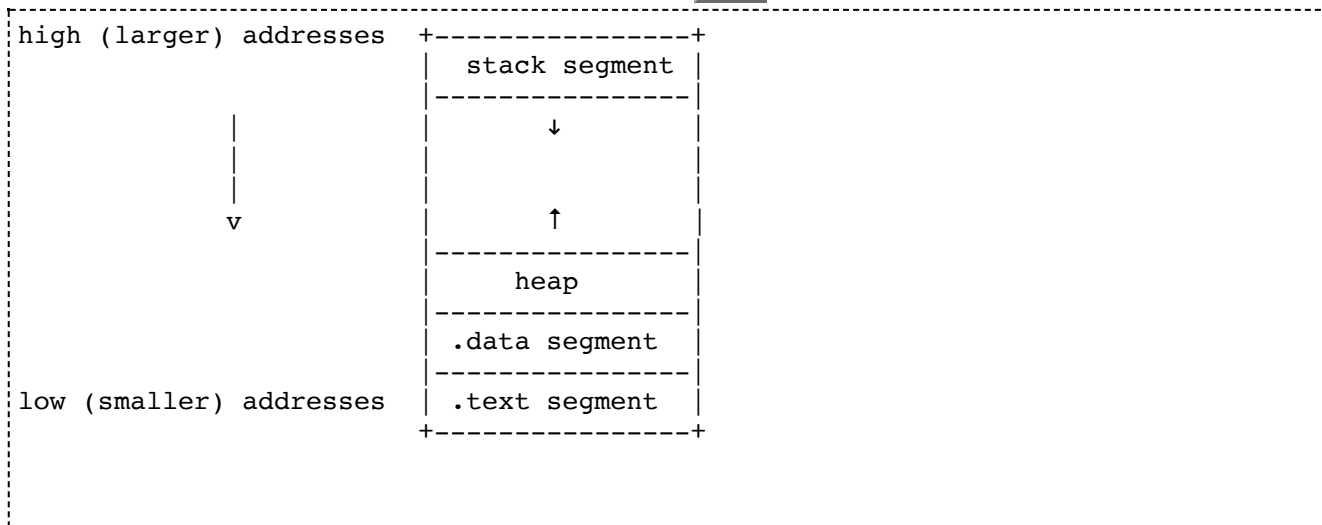 high (larger) addresses +----------------+
| stack segment |
|----------------|
| | ↓ |
| | |
| | |
v | ↑ |
|----------------|
| heap |
|----------------|
| .data segment |
|----------------|
low (smaller) addresses | .text segment |
+----------------+